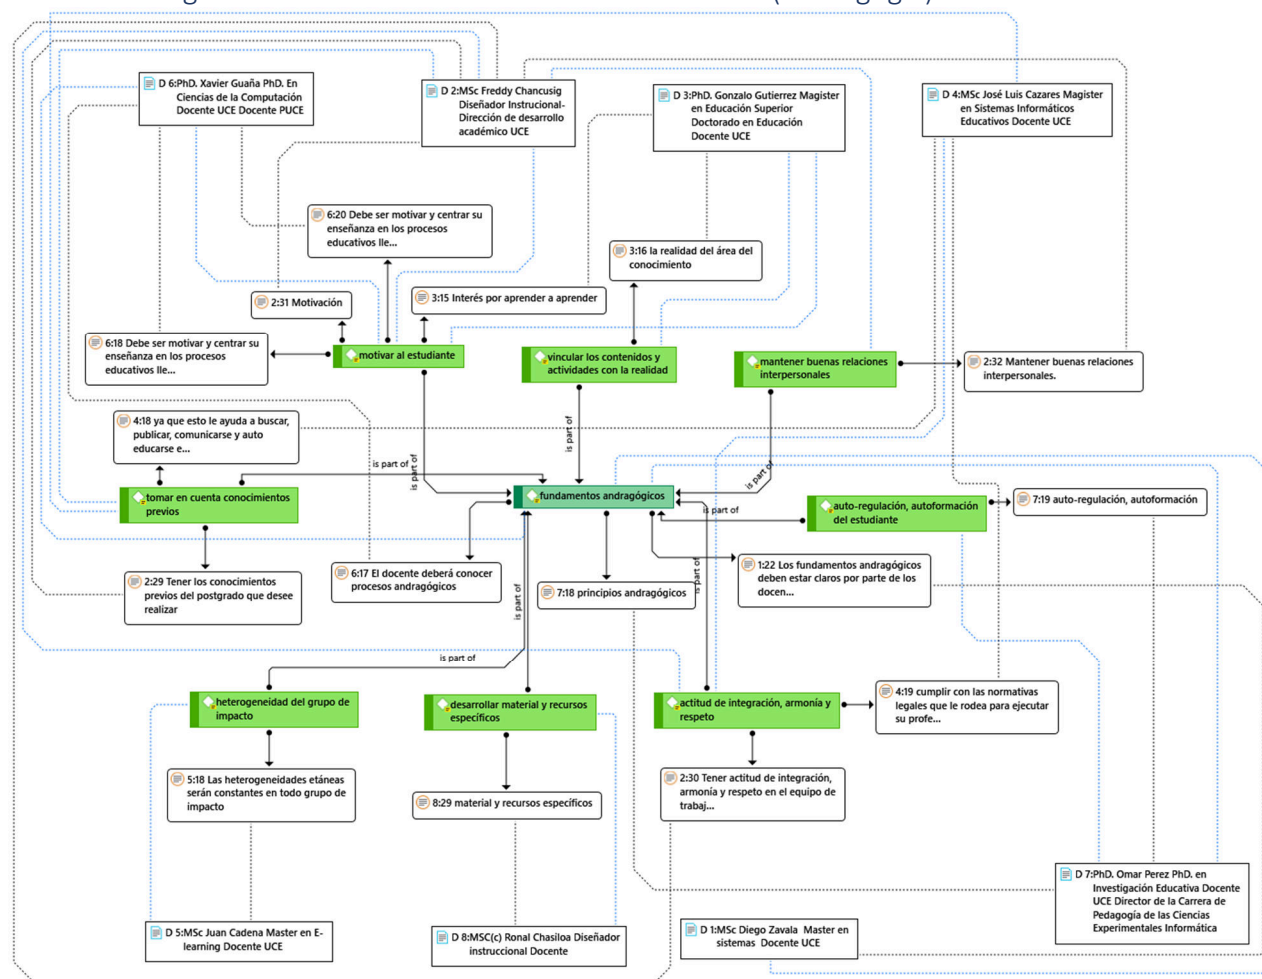 D 6:PhD. Xavier Guaña PhD. En
Ciencias de la Computación
Docente UCE Docente PUCE
D 2:MSc Freddy Chancusig
Diseñador Instrucional-
Dirección de desarrollo
académico UCE
D 3:PhD. Gonzalo Gutierrez Magister
en Educación Superior
Doctorado en Educación
Docente UCE
D 4:MSc José Luis Cazares Magister
en Sistemas Informáticos
Educativos Docente UCE
6:20 Debe ser motivar y centrar su
enseñanza en los procesos
educativos lle...
3:16 la realidad del área del
conocimiento
2:31 Motivación
3:15 Interés por aprender a aprender
6:18 Debe ser motivar y centrar su
enseñanza en los procesos
educativos lle...
motivar al estudiante
vincular los contenidos y
actividades con la realidad
mantener buenas relaciones
interpersonales
2:32 Mantener buenas relaciones
interpersonales.
4:18 ya que esto le ayuda a buscar,
publicar, comunicarse y auto
educarse e...
is part of
is part of
is part of
is part of
tomar en cuenta conocimientos
previos
fundamentos andragógicos
is part of
auto-regulación, autoformación
del estudiante
7:19 auto-regulación, autoformación
2:29 Tener los conocimientos
previos del postgrado que desee
realizar
6:17 El docente deberá conocer
procesos andragógicos
is part of
7:18 principios andragógicos
is part of
1:22 Los fundamentos andragógicos
deben estar claros por parte de los
docen...
is part of
heterogeneidad del grupo de
impacto
desarrollar material y recursos
específicos
actitud de integración, armonía y
respeto
4:19 cumplir con las normativas
legales que le rodea para ejecutar
su profe...
5:18 Las heterogeneidades etáneas
serán constantes en todo grupo de
impacto
8:29 material y recursos específicos
2:30 Tener actitud de integración,
armonía y respeto en el equipo de
trabaj...
D 5:MSc Juan Cadena Master en E-
learning Docente UCE
D 8:MSC(c) Ronal Chasiloa Diseñador
instruccional Docente
D 1:MSc Diego Zavala Master en
sistemas Docente UCE
D 7:PhD. Omar Perez PhD. en
Investigación Educativa Docente
UCE Director de la Carrera de
Pedagogía de las Ciencias
Experimentales Informática